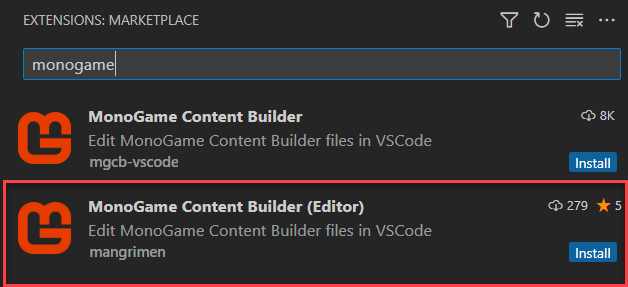 EXTENSIONS: MARKETPLACE
monogame
MonoGame Content Builder 8K
Edit MonoGame Content Builder files in VSCode
mgcb-vscode Install
MonoGame Content Builder (Editor) 279 5
Edit MonoGame Content Builder files in VSCode
mangrimen Install